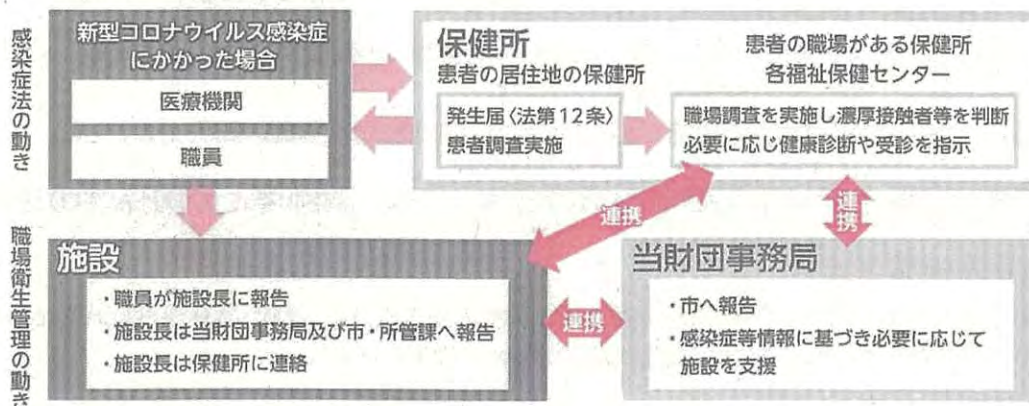 感染症法の動き
新型コロナウイルス感染症
にかかった場合
医療機関
職員
保健所
患者の居住地の保健所
発生届〈法第12条〉
患者調査実施
患者の職場がある保健所
各福祉保健センター
職場調査を実施し濃厚接触者等を判断
必要に応じ健康診断や受診を指示
連携
連携
職場衛生管理の動き
施設
・職員が施設長に報告
・施設長は当財団事務局及び市・所管課へ報告
・施設長は保健所に連絡
連携
当財団事務局
・市へ報告
・感染症等情報に基づき必要に応じて
施設を支援